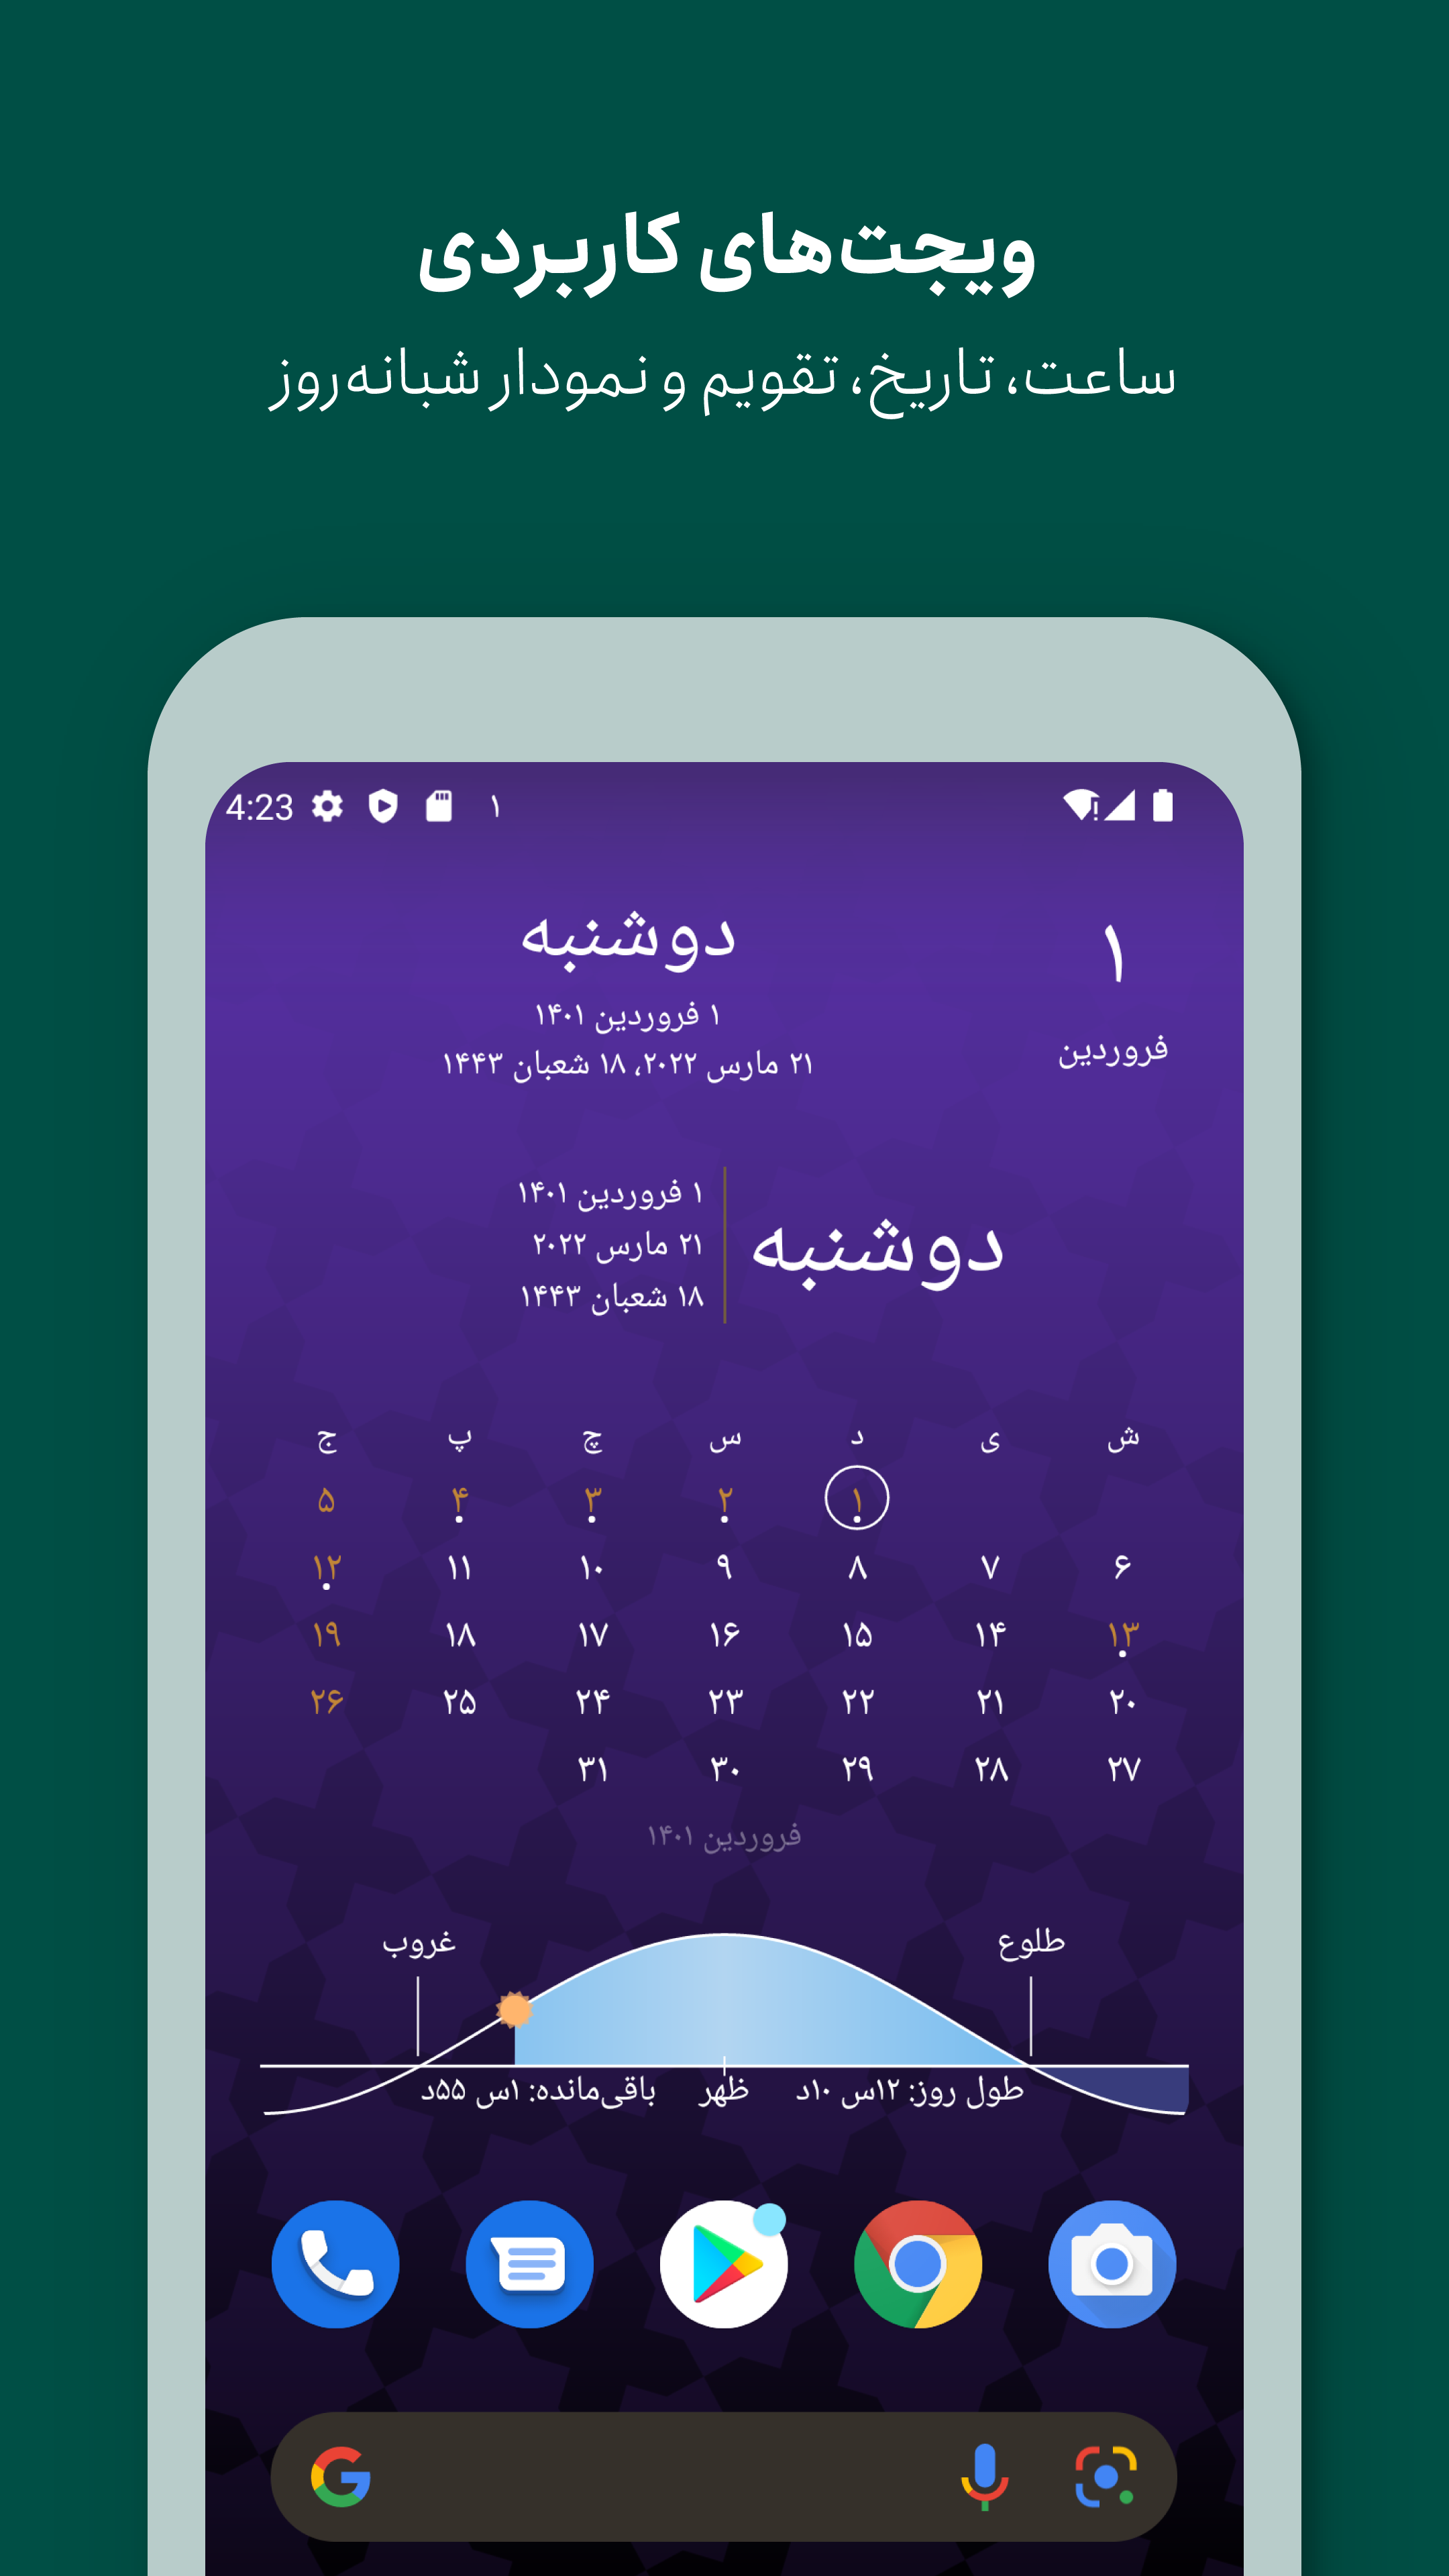 ویجت‌های کاربردی
ساعت، تاریخ، تقویم و نمودار شبانه‌روز
4:23 ۱
۱
فروردین
دوشنبه
۱ فروردین ۱۴۰۱
۲۱ مارس ۲۰۲۲، ۱۸ شعبان ۱۴۴۳
دوشنبه
۱ فروردین ۱۴۰۱
۲۱ مارس ۲۰۲۲
۱۸ شعبان ۱۴۴۳
ش ی د س چ پ ج
۱ ۲ ۳ ۴ ۵
۶ ۷ ۸ ۹ ۱۰ ۱۱ ۱۲
۱۳ ۱۴ ۱۵ ۱۶ ۱۷ ۱۸ ۱۹
۲۰ ۲۱ ۲۲ ۲۳ ۲۴ ۲۵ ۲۶
۲۷ ۲۸ ۲۹ ۳۰ ۳۱
فروردین ۱۴۰۱
طلوع غروب
طول روز: ۱۲س ۱۰د ظهر باقی‌مانده: ۱س ۵۵د